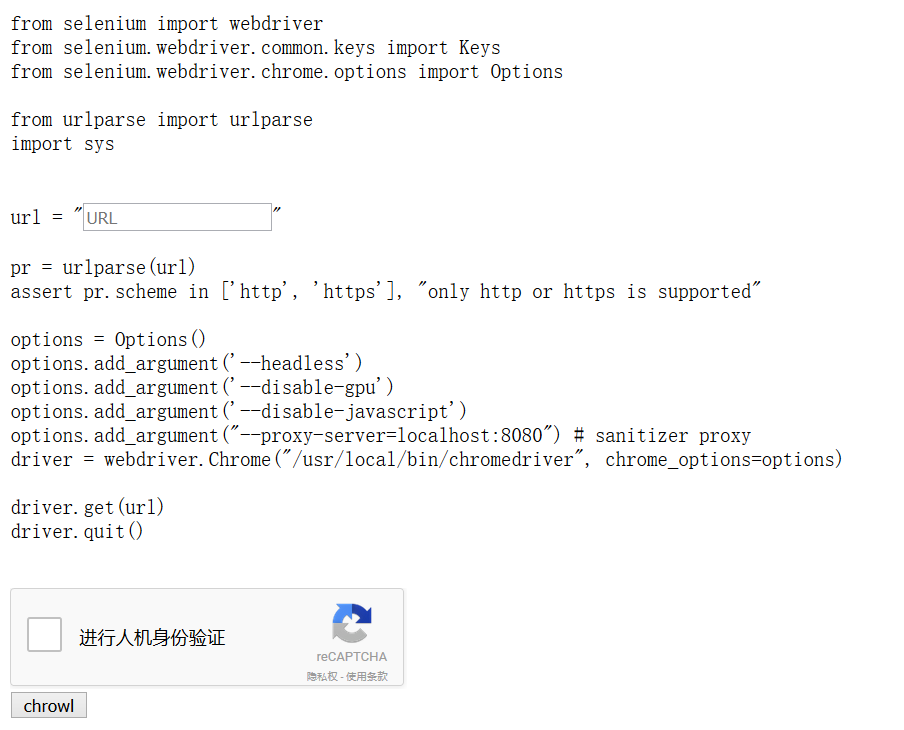 from selenium import webdriver
from selenium.webdriver.common.keys import Keys
from selenium.webdriver.chrome.options import Options
from urlparse import urlparse
import sys
url = "URL"
pr = urlparse(url)
assert pr.scheme in ['http', 'https'], "only http or https is supported"
options = Options()
options.add_argument('--headless')
options.add_argument('--disable-gpu')
options.add_argument('--disable-javascript')
options.add_argument("--proxy-server=localhost:8080") # sanitizer proxy
driver = webdriver.Chrome("/usr/local/bin/chromedriver", chrome_options=options)
driver.get(url)
driver.quit()
进行人机身份验证
reCAPTCHA
隐私权 - 使用条款
chrowl